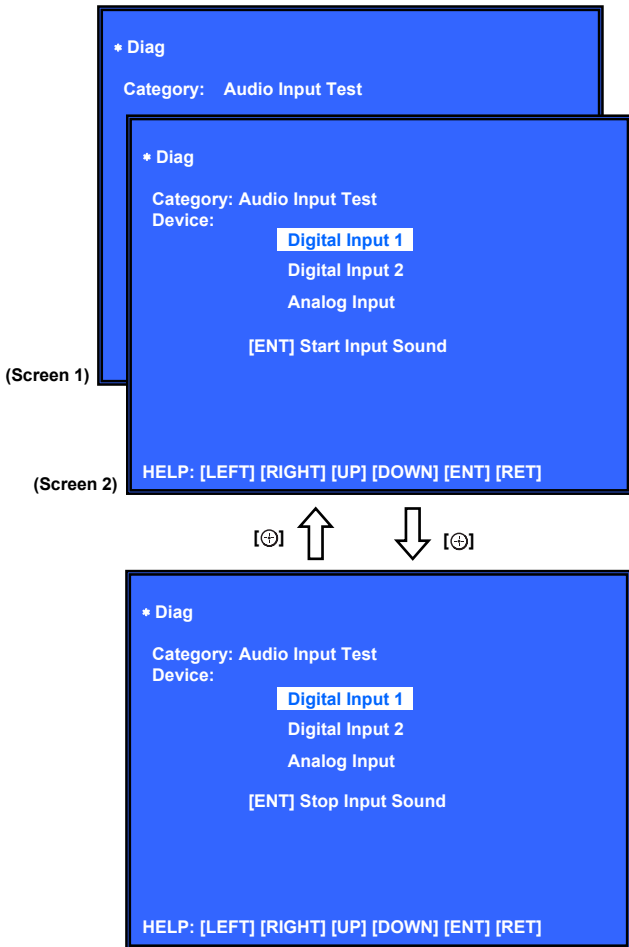 * Diag
Category: Audio Input Test
* Diag
Category: Audio Input Test
Device:
Digital Input 1
Digital Input 2
Analog Input
[ENT] Start Input Sound
(Screen 1)
HELP: [LEFT] [RIGHT] [UP] [DOWN] [ENT] [RET]
(Screen 2)
[⊕] [⊕]
* Diag
Category: Audio Input Test
Device:
Digital Input 1
Digital Input 2
Analog Input
[ENT] Stop Input Sound
HELP: [LEFT] [RIGHT] [UP] [DOWN] [ENT] [RET]